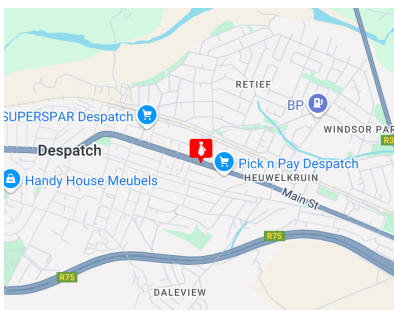 RETIEF
BP
SUPERSPAR Despatch
WINDSOR PAR
R3
Despatch
Pick n Pay Despatch
HEUWELKRUIN
Handy House Meubels
Main St
R75
R75
DALEVIEW